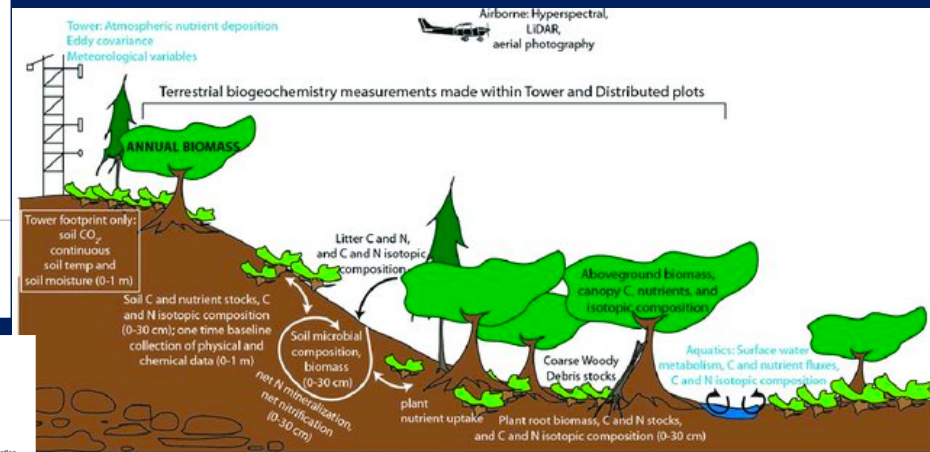 Tower: Atmospheric nutrient deposition
Eddy covariance
Meteorological variables
Airborne: Hyperspectral,
LiDAR,
aerial photography
Terrestrial biogeochemistry measurements made within Tower and Distributed plots
ANNUAL BIOMASS
Tower footprint only:
soil CO2,
continuous
soil temp and
soil moisture (0-1 m)
Litter C and N,
and C and N isotopic
composition
Aboveground biomass,
canopy C, nutrients, and
isotopic composition
Soil C and nutrient stocks, C
and N isotopic composition
(0-30 cm); one time baseline
collection of physical and
chemical data (0-1 m)
Soil microbial
composition,
biomass
(0-30 cm)
net N mineralization,
net nitrification
(0-30 cm)
plant
nutrient uptake
Coarse Woody
Debris stocks
Aquatics: Surface water
metabolism, C and nutrient fluxes,
C and N isotopic composition
Plant root biomass, C and N stocks,
and C and N isotopic composition (0-30 cm)